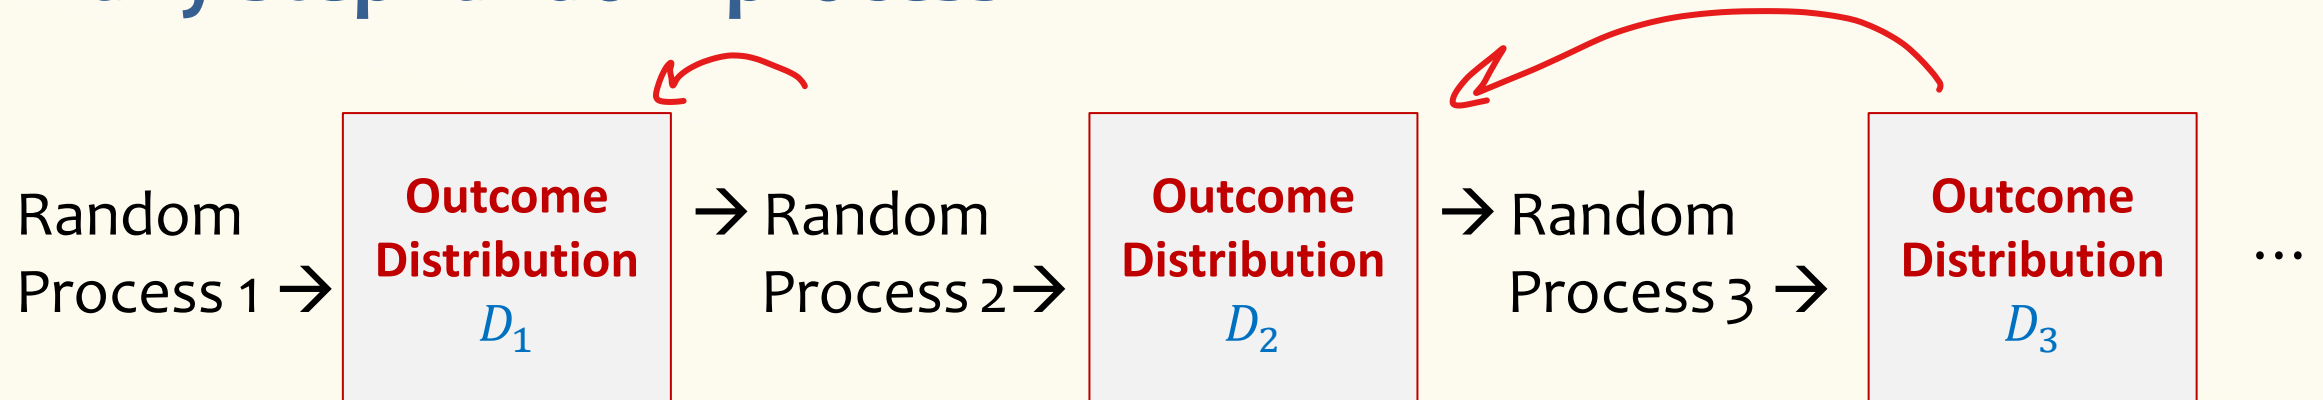 Random
Process 1 →
Outcome
Distribution
D₁
→ Random
Process 2→
Outcome
Distribution
D₂
→ Random
Process 3 →
Outcome
Distribution
D₃
...